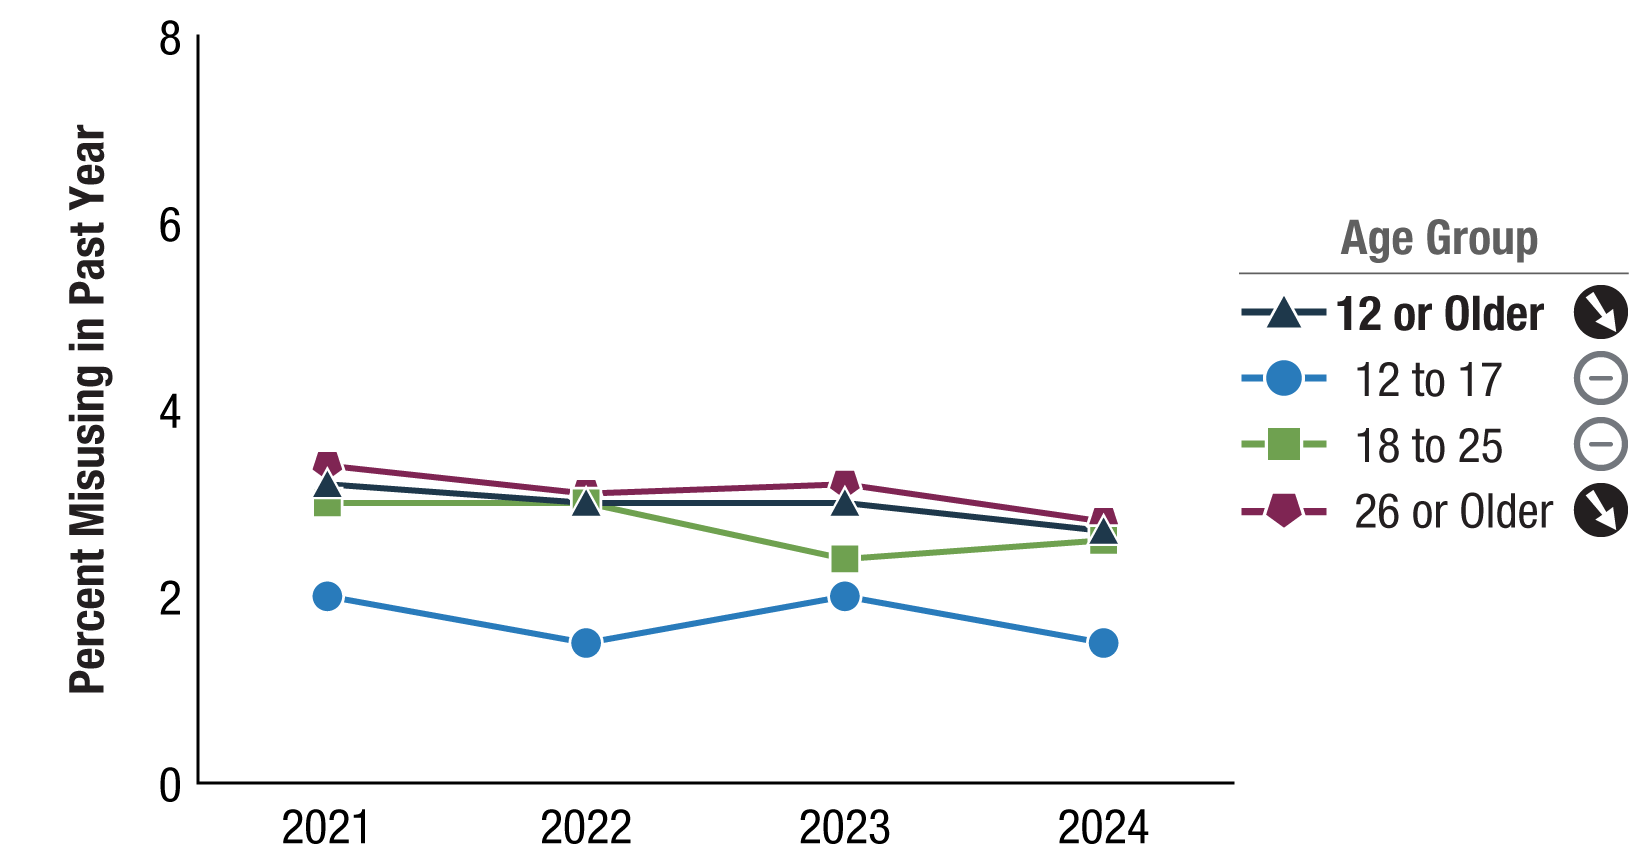 Percent Misusing in Past Year
8
6
4
2
0
2021 2022 2023 2024
Age Group
12 or Older
12 to 17
18 to 25
26 or Older